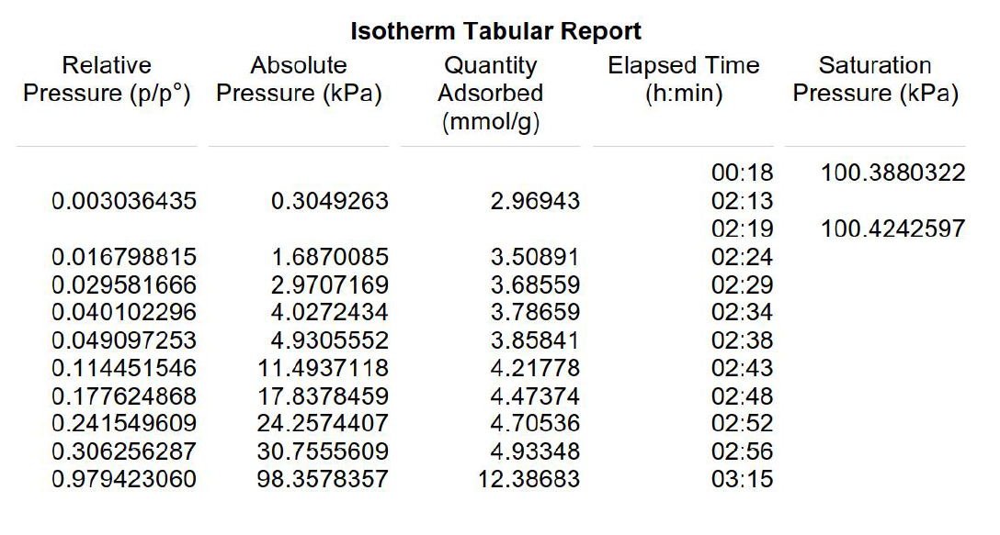 Isotherm Tabular Report
Relative Pressure (p/p°) Absolute Pressure (kPa) Quantity Adsorbed (mmol/g) Elapsed Time (h:min) Saturation Pressure (kPa)
00:18 100.3880322
0.003036435 0.3049263 2.96943 02:13
02:19 100.4242597
0.016798815 1.6870085 3.50891 02:24
0.029581666 2.9707169 3.68559 02:29
0.040102296 4.0272434 3.78659 02:34
0.049097253 4.9305552 3.85841 02:38
0.114451546 11.4937118 4.21778 02:43
0.177624868 17.8378459 4.47374 02:48
0.241549609 24.2574407 4.70536 02:52
0.306256287 30.7555609 4.93348 02:56
0.979423060 98.3578357 12.38683 03:15